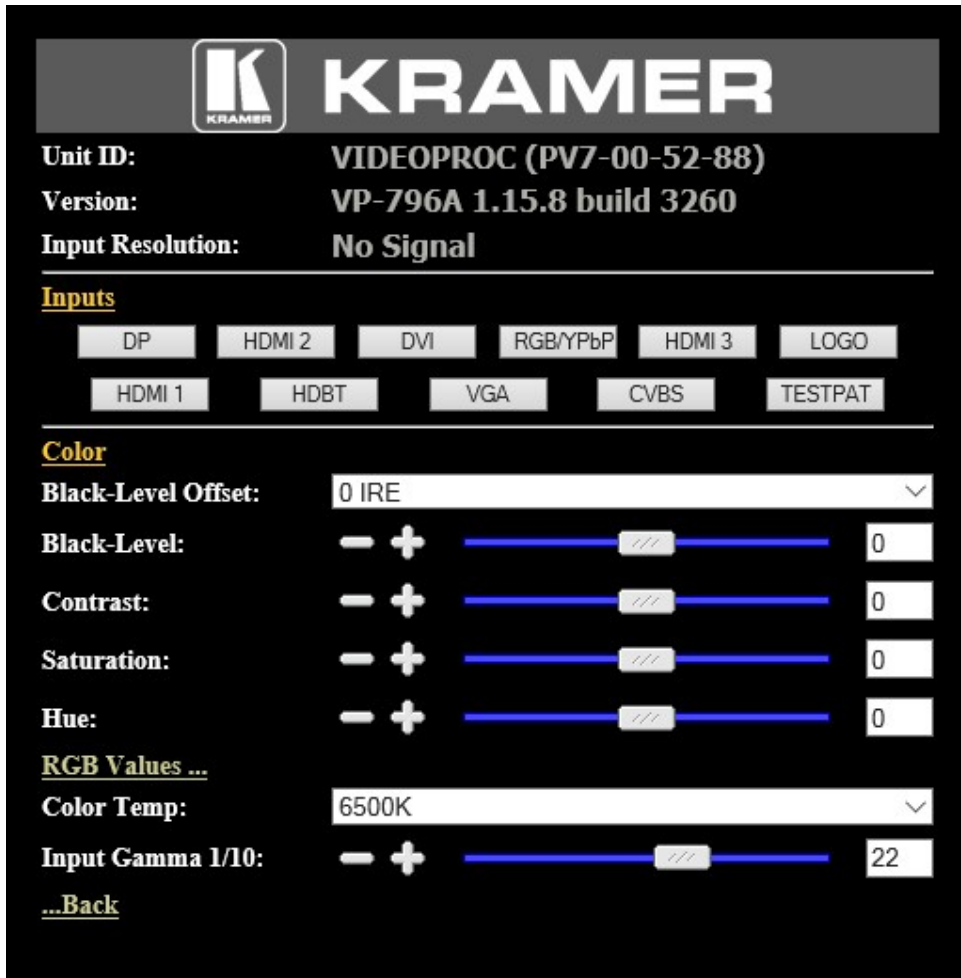 KRAMER KRAMER
Unit ID: VIDEOPROC (PV7-00-52-88)
Version: VP-796A 1.15.8 build 3260
Input Resolution: No Signal
Inputs
DP HDMI 2 DVI RGB/YPbP HDMI 3 LOGO
HDMI 1 HDBT VGA CVBS TESTPAT
Color
Black-Level Offset: 0 IRE
Black-Level: 0
Contrast: 0
Saturation: 0
Hue: 0
RGB Values ...
Color Temp: 6500K
Input Gamma 1/10: 22
...Back